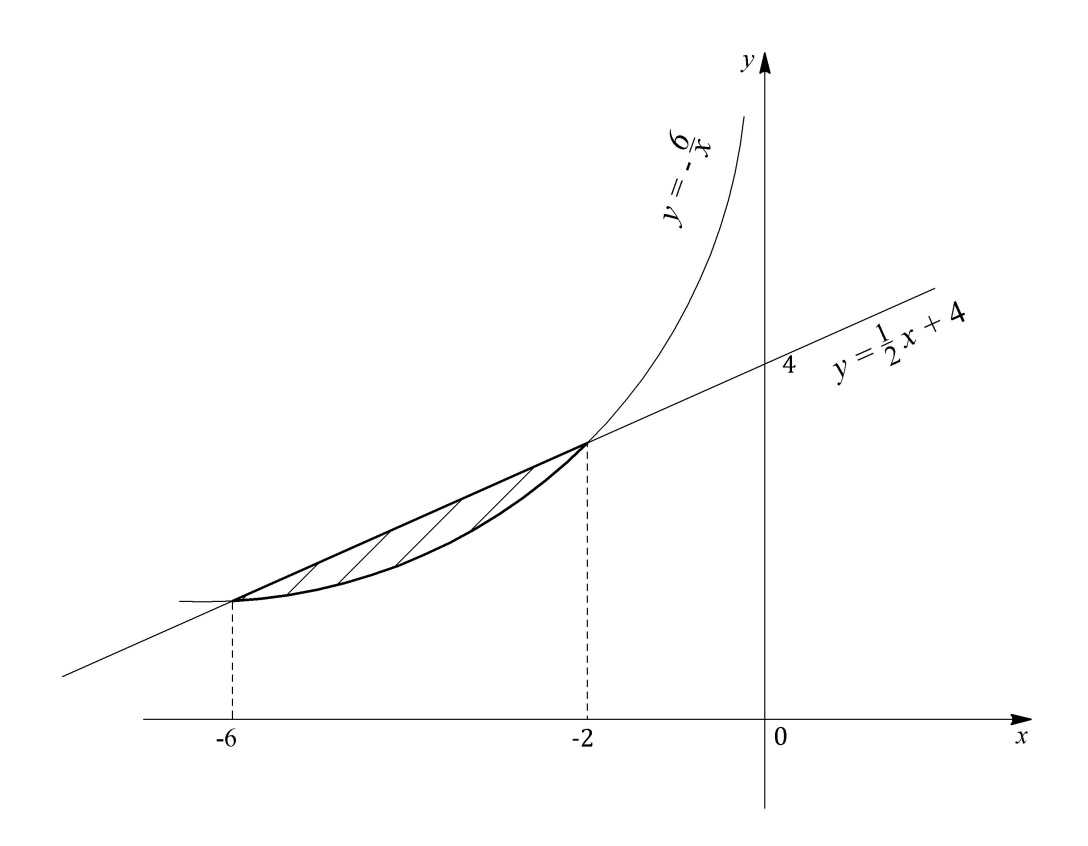 y
y = - 6/x
y = 1/2 x + 4
4
-6
-2
0
x